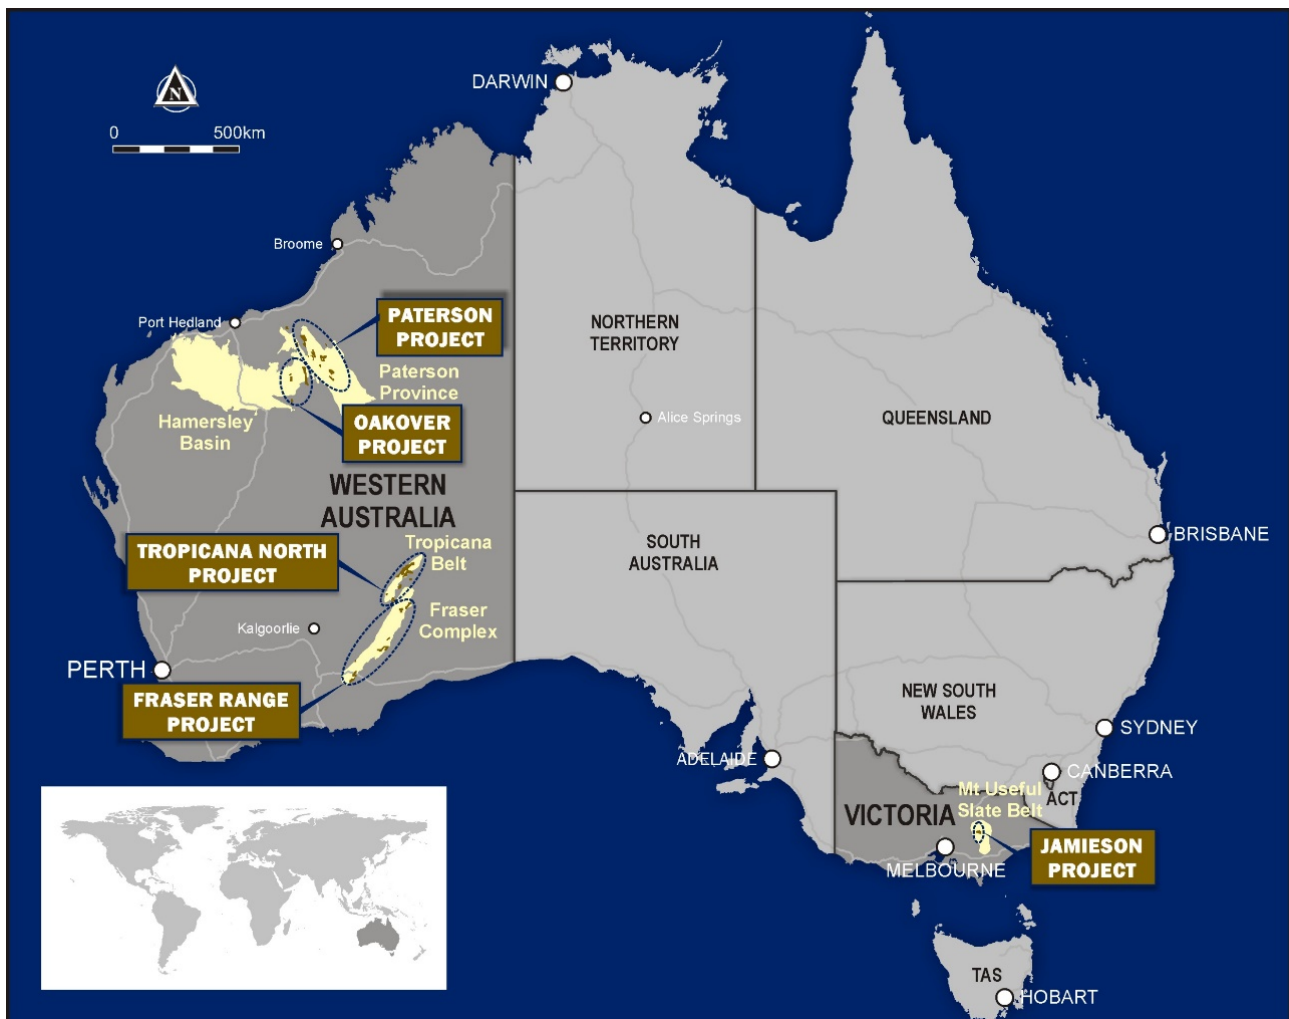 DARWIN
N
0 500km
Broome
Port Hedland
PATERSON
PROJECT
Paterson
Province
Hamersley
Basin
OAKOVER
PROJECT
NORTHERN
TERRITORY
Alice Springs
QUEENSLAND
WESTERN
AUSTRALIA
Tropicana
Belt
TROPICANA NORTH
PROJECT
SOUTH
AUSTRALIA
BRISBANE
Kalgoorlie
Fraser
Complex
PERTH
FRASER RANGE
PROJECT
NEW SOUTH
WALES
SYDNEY
ADELAIDE
CANBERRA
ACT
Mt Useful
Slate Belt
VICTORIA
MELBOURNE
JAMIESON
PROJECT
TAS
HOBART